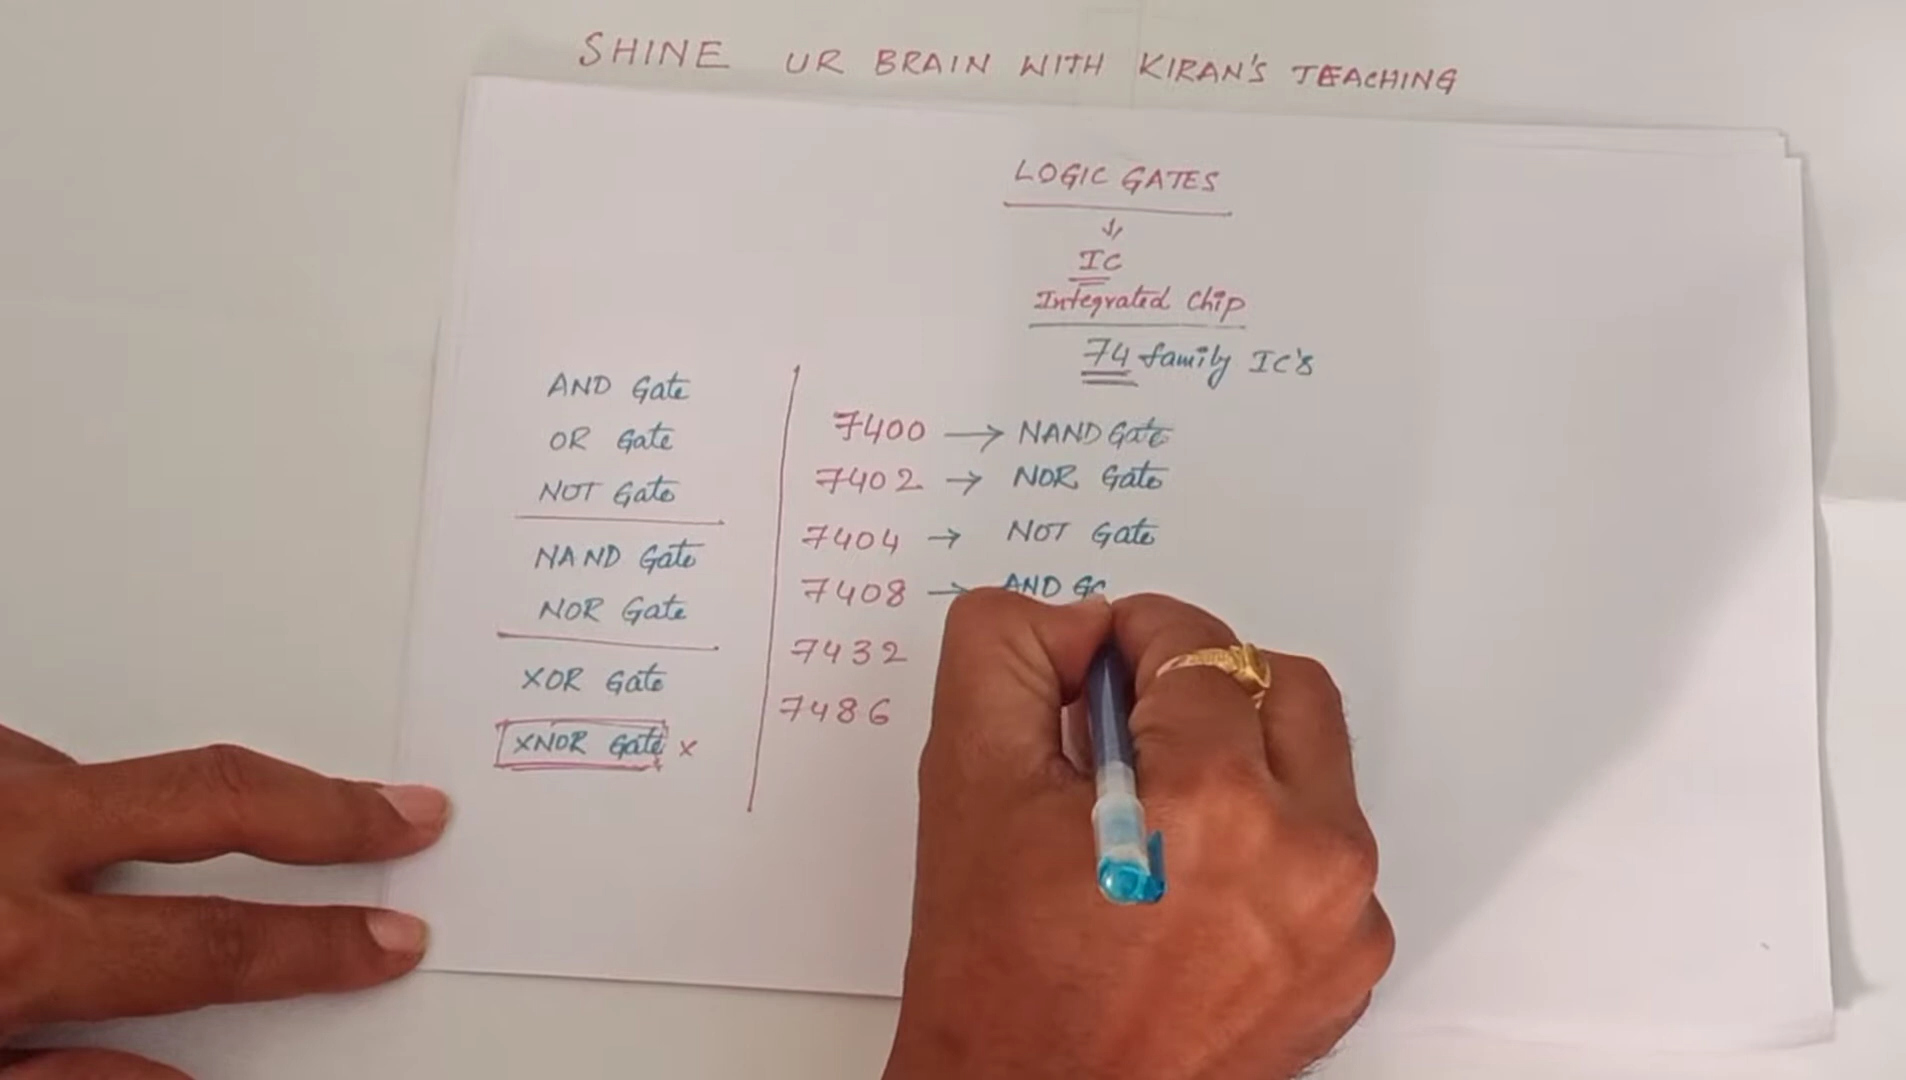 SHINE UR BRAIN WITH KIRAN'S TEACHING
LOGIC GATES
IC
Integrated Chip
74 family IC's
AND Gate
OR Gate
NOT Gate
NAND Gate
NOR Gate
XOR Gate
XNOR Gate x
7400 → NAND Gate
7402 → NOR Gate
7404 → NOT Gate
7408 → AND Ga
7432
7486